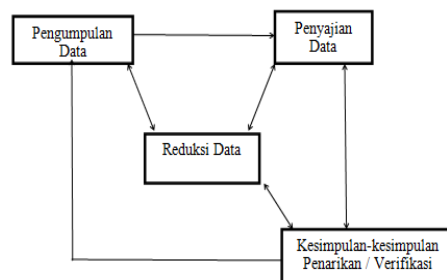 Pengumpulan
Data
Penyajian
Data
Reduksi Data
Kesimpulan-kesimpulan
Penarikan / Verifikasi